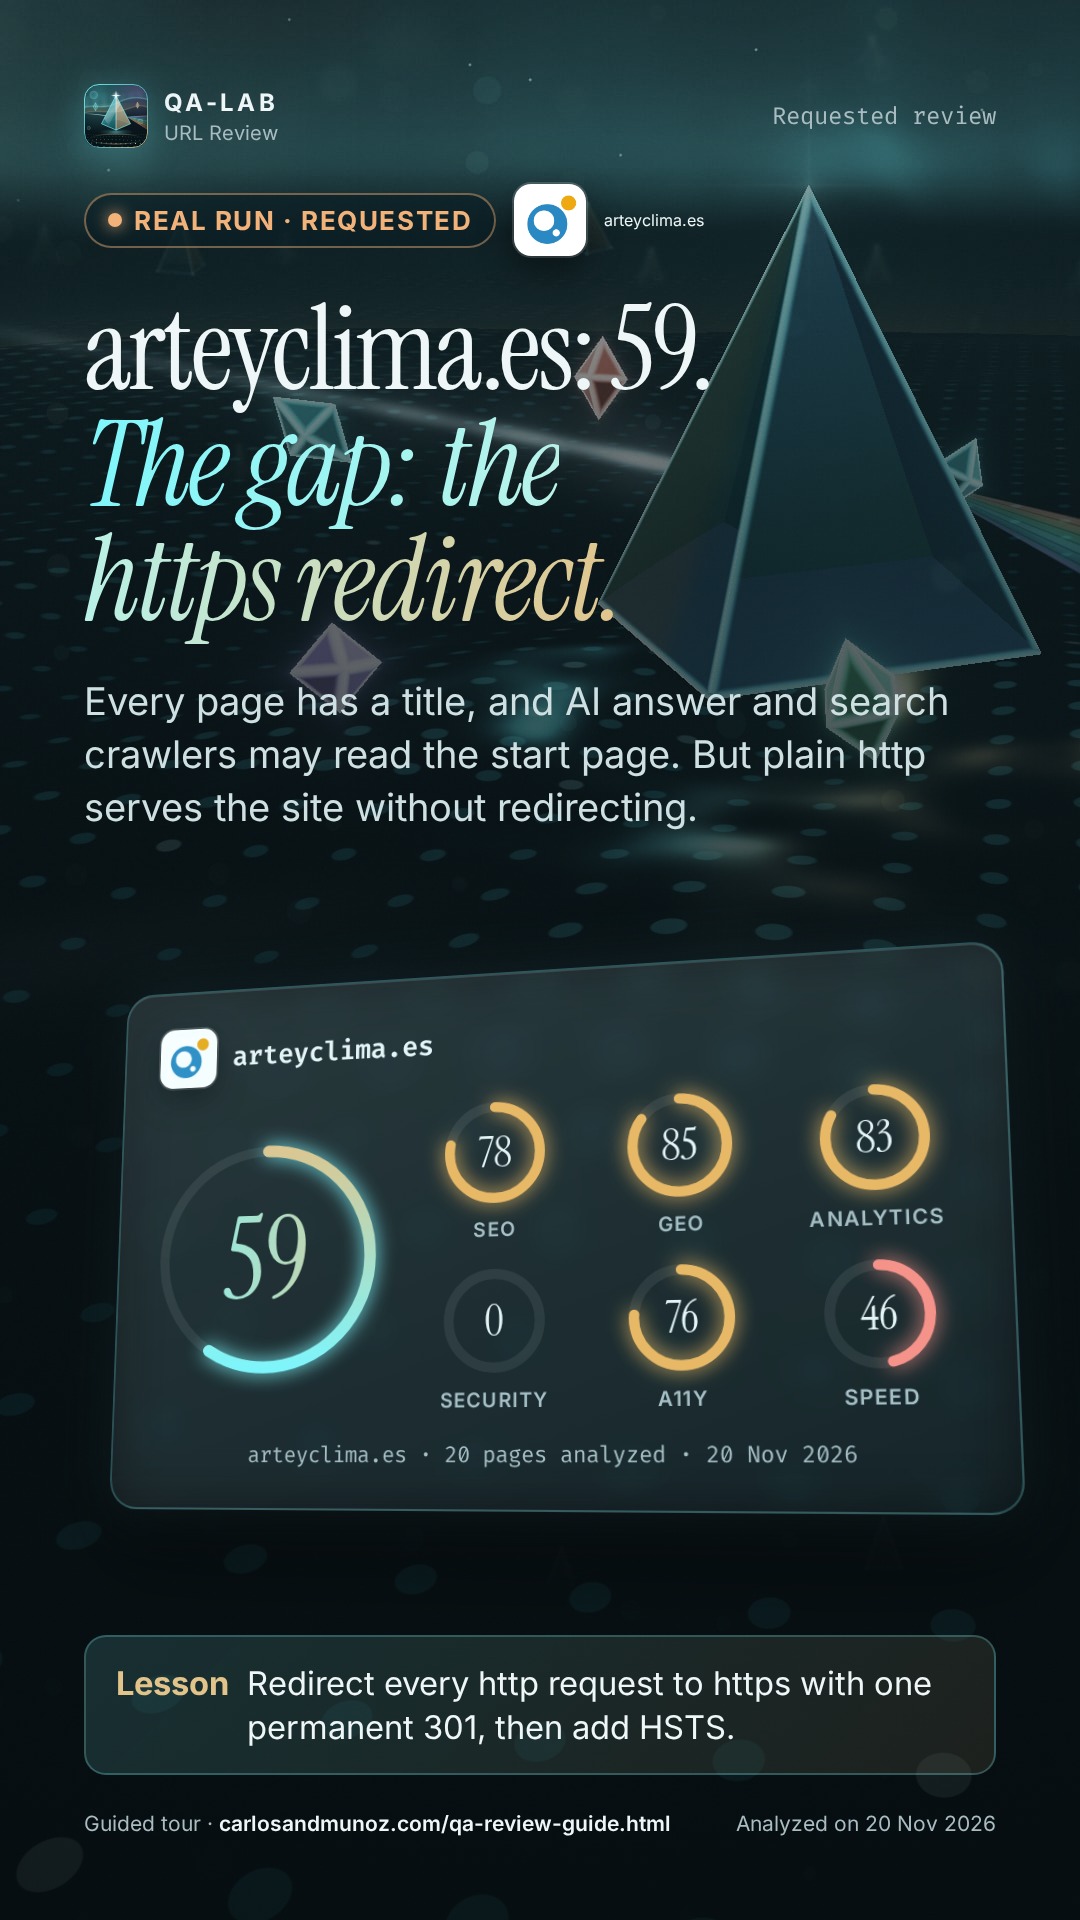 QA-LAB
URL Review
Requested review
REAL RUN · REQUESTED
arteyclima.es
arteyclima.es: 59.
The gap: the
https redirect.
Every page has a title, and AI answer and search
crawlers may read the start page. But plain http
serves the site without redirecting.
arteyclima.es
59
78
SEO
85
GEO
83
ANALYTICS
0
SECURITY
76
A11Y
46
SPEED
arteyclima.es · 20 pages analyzed · 20 Nov 2026
Lesson Redirect every http request to https with one
permanent 301, then add HSTS.
Guided tour · carlosandmunoz.com/qa-review-guide.html
Analyzed on 20 Nov 2026